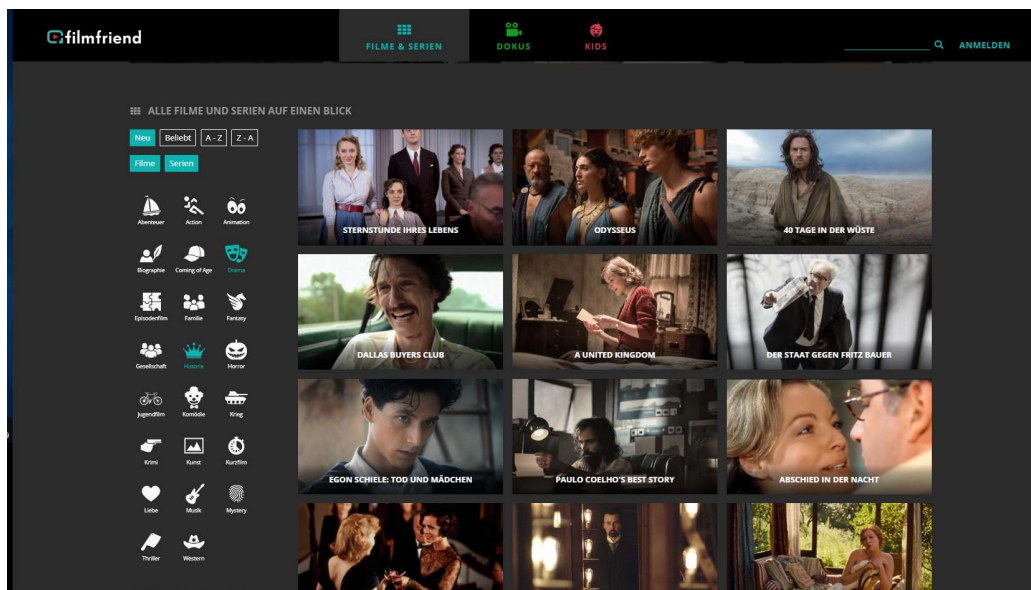 filmfriend
FILME & SERIEN
DOKUS
KIDS
ANMELDEN
ALLE FILME UND SERIEN AUF EINEN BLICK
Neu Beliebt A - Z Z - A
Filme Serien
Abenteuer Action Animation
Biographie Coming of Age Drama
Episodenfilm Familie Fantasy
Gesellschaft Historie Horror
Jugendfilm Komödie Krieg
Krimi Kunst Kurzfilm
Liebe Musik Mystery
Thriller Western
STERNSTUNDE IHRES LEBENS
ODYSSEUS
40 TAGE IN DER WÜSTE
DALLAS BUYERS CLUB
A UNITED KINGDOM
DER STAAT GEGEN FRITZ BAUER
EGON SCHIELE: TOD UND MÄDCHEN
PAULO COELHO'S BEST STORY
ABSCHIED IN DER NACHT